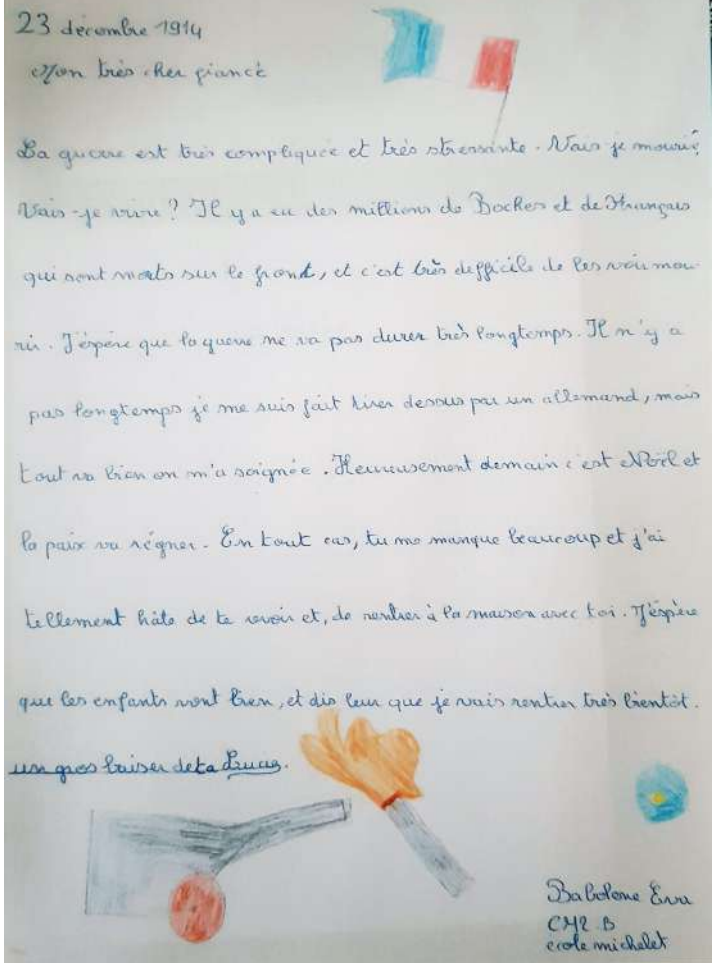 23 décembre 1914
Mon très cher fiancé
La guerre est très compliquée et très stressante. Vais-je mourir?
Vais-je vivre? Il y a eu des millions de Boches et de Français
qui sont morts sur le front, et c'est très difficile de les voir mou-
rir. J'espère que la guerre ne va pas durer très longtemps. Il n'y a
pas longtemps je me suis fait tirer dessus par un allemand, mais
tout va bien on m'a soignée. Heureusement demain c'est Noël et
la paix va régner. En tout cas, tu me manque beaucoup et j'ai
tellement hâte de te revoir et, de rentrer à la maison avec toi. J'éspère
que les enfants vont bien, et dis leur que je vais rentrer très bientôt.
un gros baiser de ta
CM2 B
ecole michelet